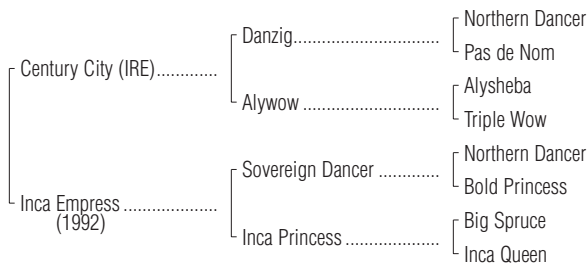 Northern Dancer
Danzig
Pas de Nom
Century City (IRE)
Alysheba
Alywow
Triple Wow
Northern Dancer
Sovereign Dancer
Bold Princess
Inca Empress
(1992)
Big Spruce
Inca Princess
Inca Queen